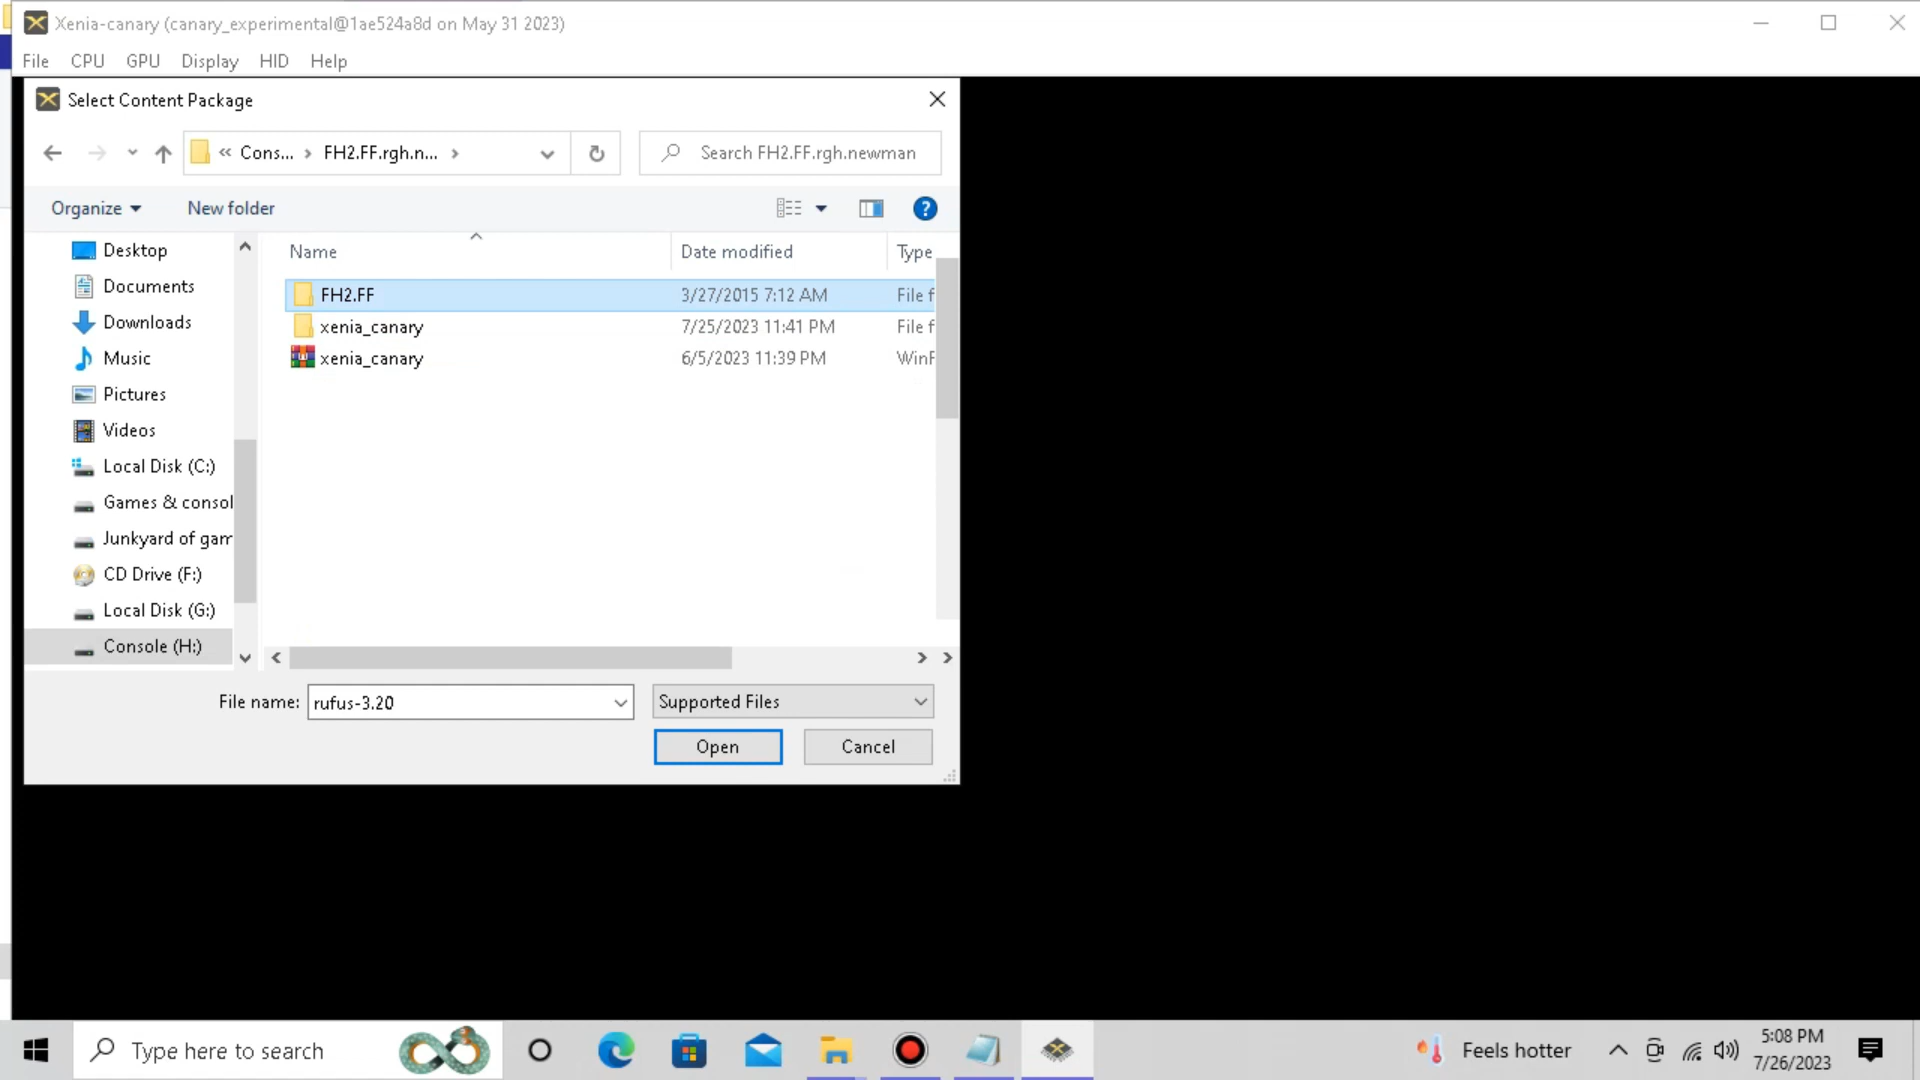 Xenia-canary (canary_experimental@1ae524a8d on May 31 2023)
File CPU GPU Display HID Help
Select Content Package
« Cons... › FH2.FF.rgh.n... ›
Search FH2.FF.rgh.newman
Organize New folder
Name Date modified Type
Desktop
Documents
Downloads
Music
Pictures
Videos
Local Disk (C:)
Games & consol
Junkyard of gam
CD Drive (F:)
Local Disk (G:)
Console (H:)
FH2.FF 3/27/2015 7:12 AM File f
xenia_canary 7/25/2023 11:41 PM File f
xenia_canary 6/5/2023 11:39 PM WinR
File name: rufus-3.20 Supported Files
Open Cancel
Type here to search
Feels hotter
5:08 PM
7/26/2023